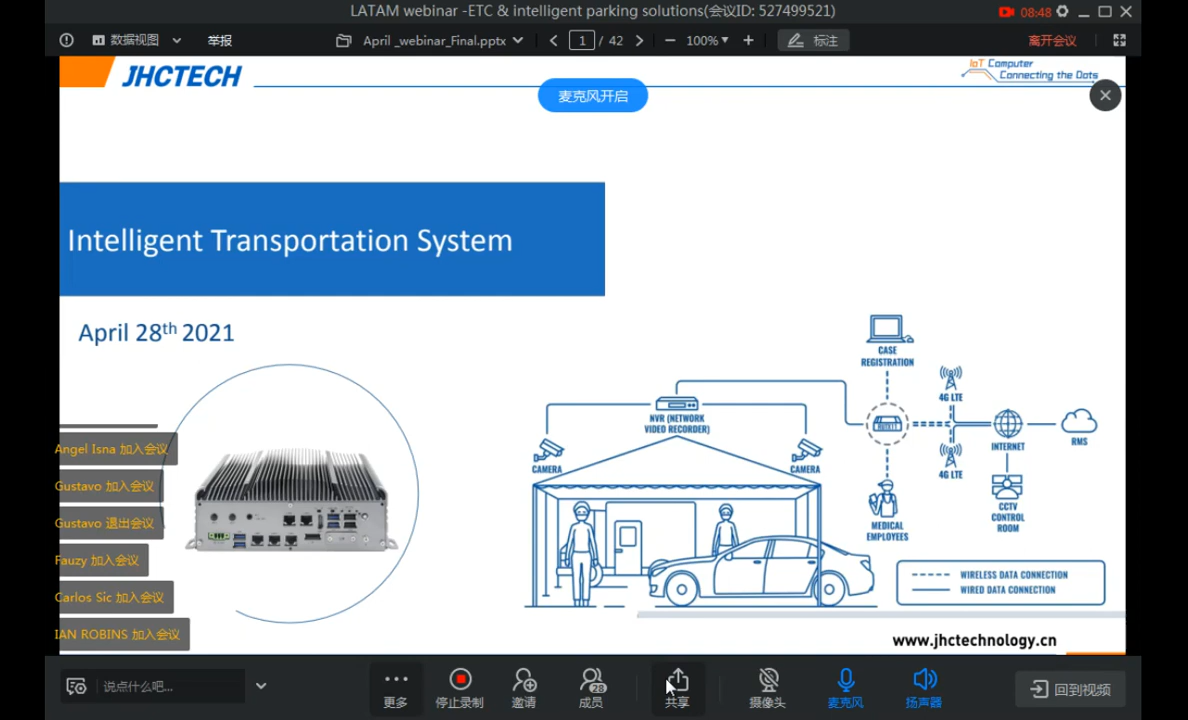 LATAM webinar -ETC & intelligent parking solutions(会议ID: 527499521)
08:48
数据视图
举报
April _webinar_Final.pptx
1 / 42
100%
标注
离开会议
JHCTECH
IoT Computer
Connecting the Dots
麦克风开启
Intelligent Transportation System
April 28th 2021
CASE
REGISTRATION
4G LTE
NVR (NETWORK
VIDEO RECORDER)
CAMERA
CAMERA
INTERNET
RMS
4G LTE
CCTV
CONTROL
ROOM
MEDICAL
EMPLOYEES
WIRELESS DATA CONNECTION
WIRED DATA CONNECTION
www.jhctechnology.cn
Angel Isna 加入会议
Gustavo 加入会议
Gustavo 退出会议
Fauzy 加入会议
Carlos Sic 加入会议
IAN ROBINS 加入会议
说点什么吧...
更多
停止录制
邀请
28
成员
共享
摄像头
麦克风
扬声器
回到视频